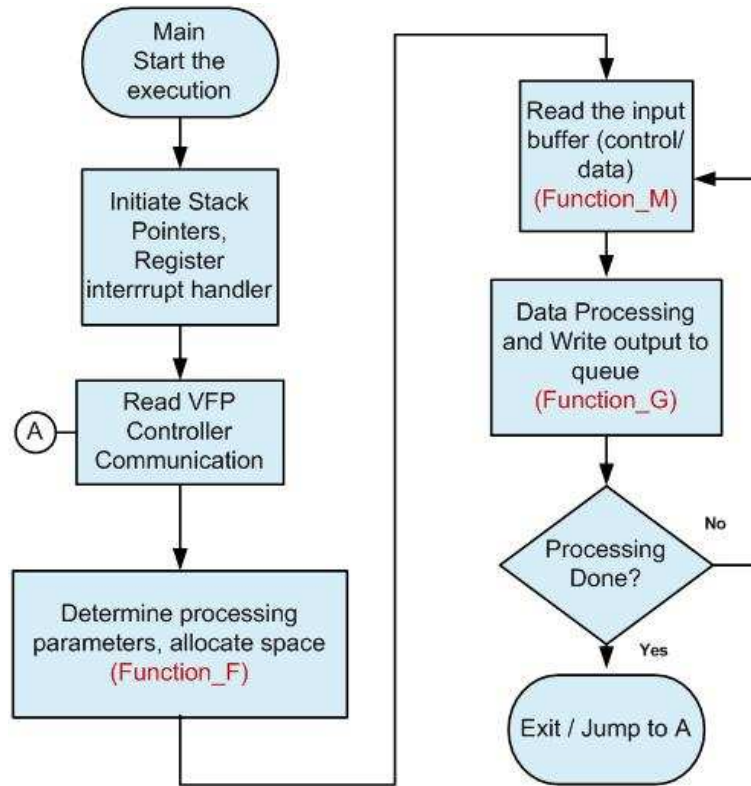 Main
Start the
execution
Initiate Stack
Pointers,
Register
interrrupt handler
A
Read VFP
Controller
Communication
Determine processing
parameters, allocate space
(Function_F)
Read the input
buffer (control/
data)
(Function_M)
Data Processing
and Write output to
queue
(Function_G)
Processing
Done?
No
Yes
Exit / Jump to A